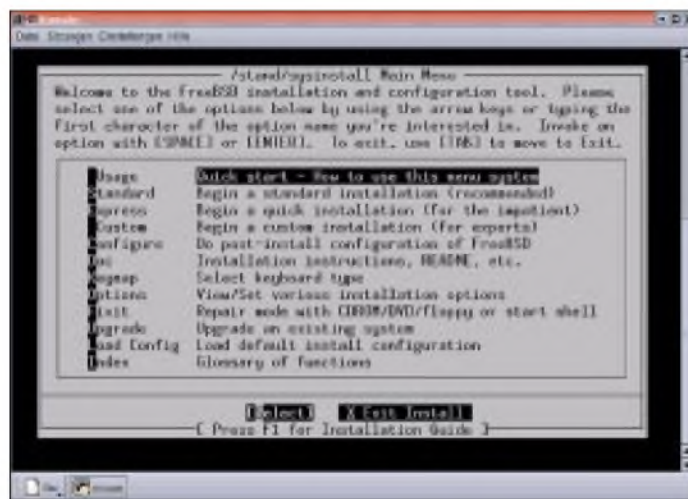 /stand/sysinstall Main Menu
Welcome to the FreeBSD installation and configuration tool. Please
select one of the options below by using the arrow keys or typing the
first character of the option name you're interested in. Invoke an
option with [SPACE] or [ENTER]. To exit, use [TAB] to move to Exit.
Usage Quick start - How to use this menu system
Standard Begin a standard installation (recommended)
Express Begin a quick installation (for the impatient)
Custom Begin a custom installation (for experts)
Configure Do post-install configuration of FreeBSD
Doc Installation instructions, README, etc.
Keymap Select keyboard type
Options View/Set various installation options
Fixit Repair mode with CDROM/DVD/floppy or start shell
Upgrade Upgrade an existing system
Load Config Load default install configuration
Index Glossary of functions
[Select] X Exit Install
[ Press F1 for Installation Guide ]